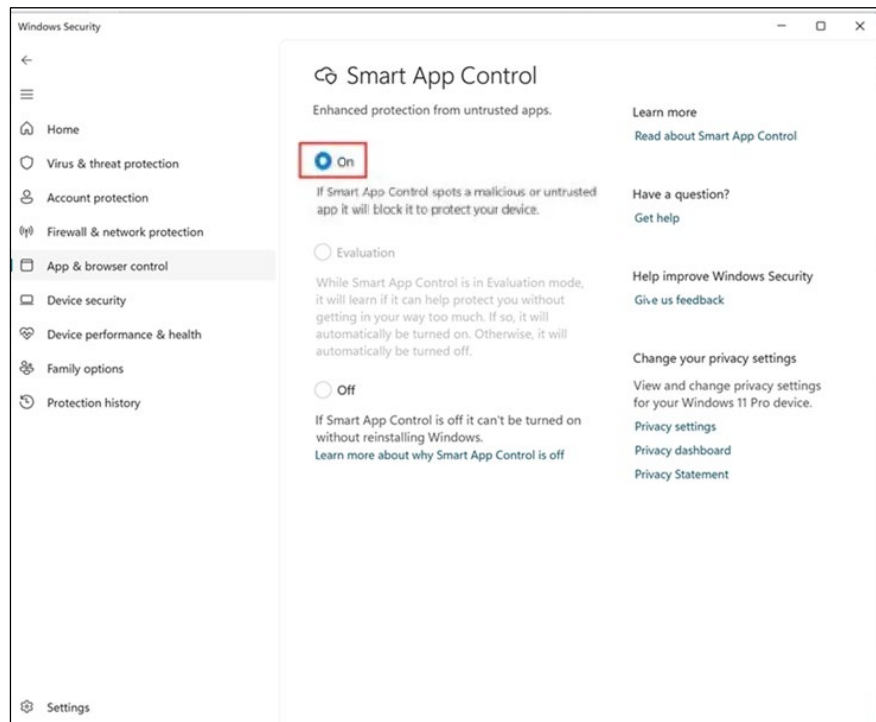 Windows Security
Home
Virus & threat protection
Account protection
Firewall & network protection
App & browser control
Device security
Device performance & health
Family options
Protection history
Settings
Smart App Control
Enhanced protection from untrusted apps.
On
If Smart App Control spots a malicious or untrusted
app it will block it to protect your device.
Evaluation
While Smart App Control is in Evaluation mode,
it will learn if it can help protect you without
getting in your way too much. If so, it will
automatically be turned on. Otherwise, it will
automatically be turned off.
Off
If Smart App Control is off it can't be turned on
without reinstalling Windows.
Learn more about why Smart App Control is off
Learn more
Read about Smart App Control
Have a question?
Get help
Help improve Windows Security
Give us feedback
Change your privacy settings
View and change privacy settings
for your Windows 11 Pro device.
Privacy settings
Privacy dashboard
Privacy Statement